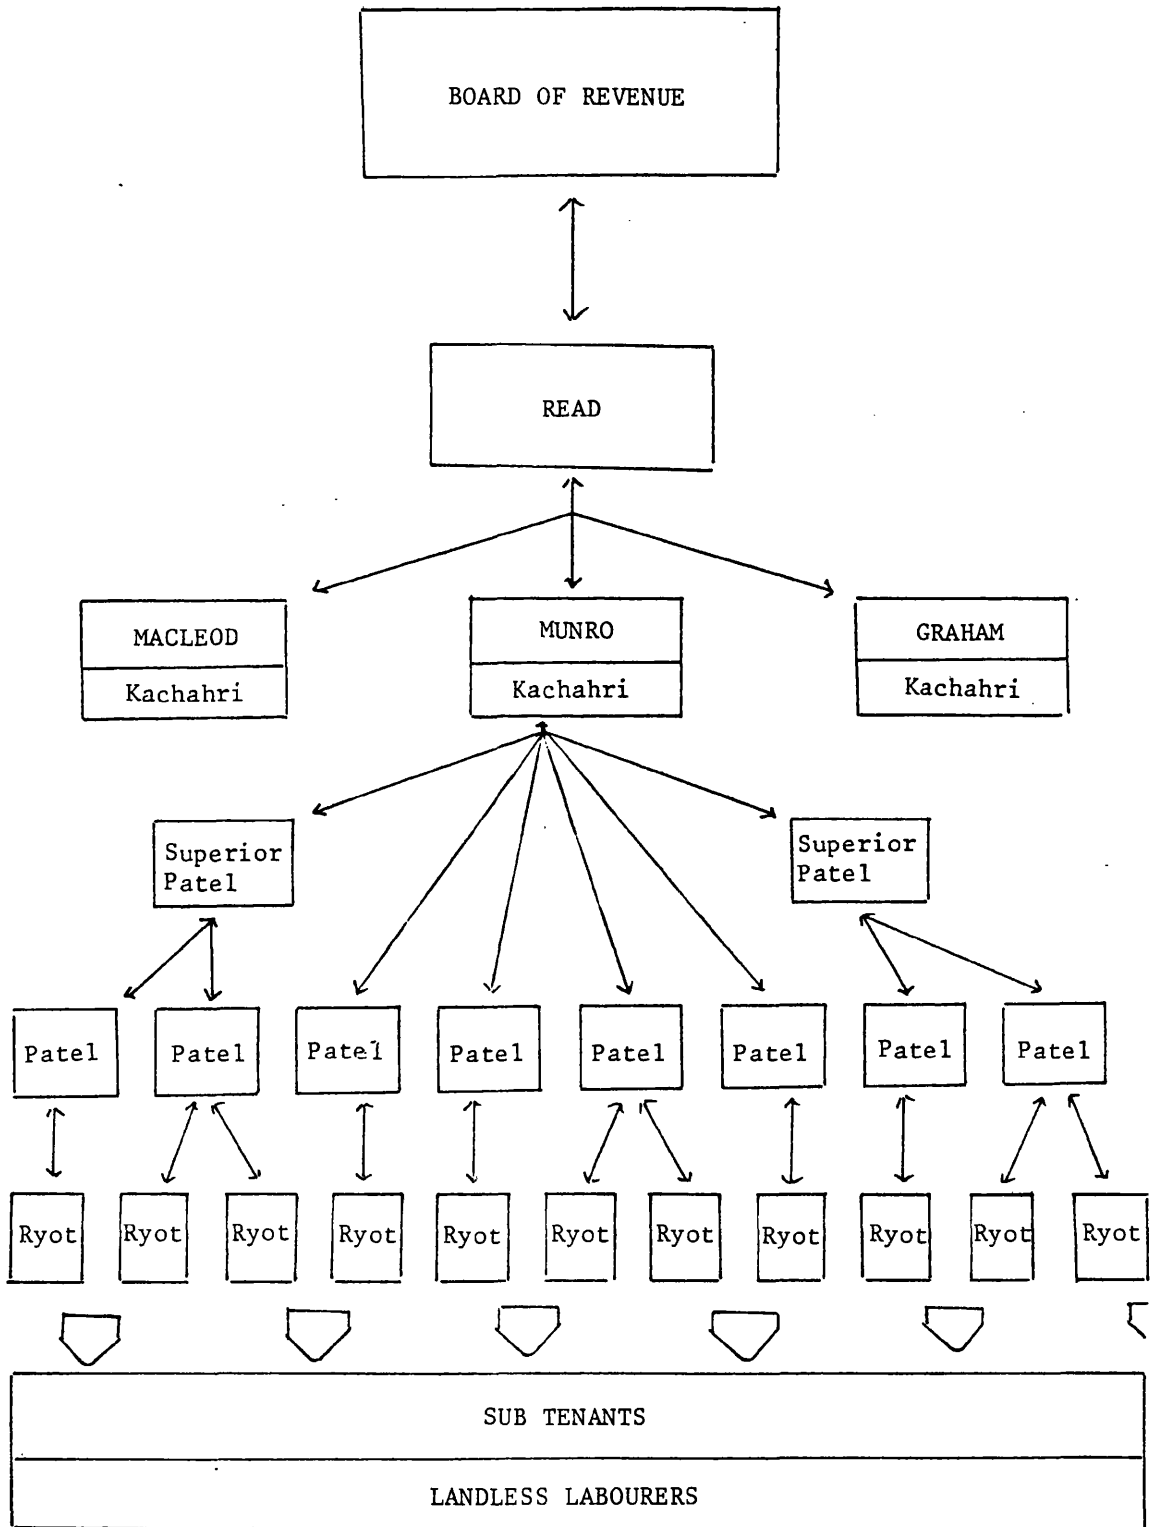 BOARD OF REVENUE
READ
MACLEOD
Kachahri
MUNRO
Kachahri
GRAHAM
Kachahri
Superior
Patel
Superior
Patel
Patel
Patel
Patel
Patel
Patel
Patel
Patel
Patel
Ryot
Ryot
Ryot
Ryot
Ryot
Ryot
Ryot
Ryot
Ryot
Ryot
Ryot
SUB TENANTS
LANDLESS LABOURERS